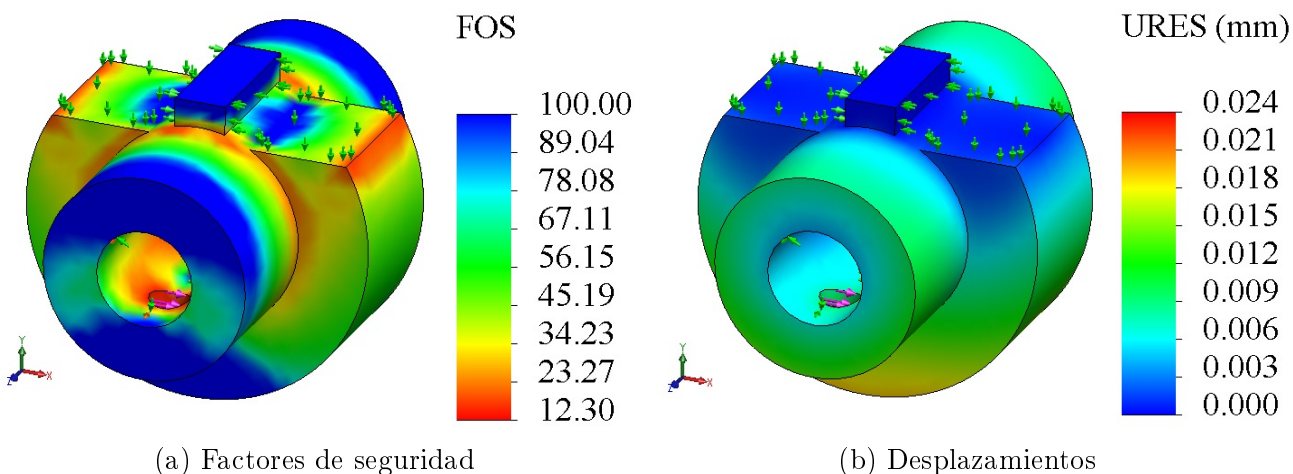 FOS
100.00
89.04
78.08
67.11
56.15
45.19
34.23
23.27
12.30
Y
X
Z
(a) Factores de seguridad
URES (mm)
0.024
0.021
0.018
0.015
0.012
0.009
0.006
0.003
0.000
Y
X
Z
(b) Desplazamientos